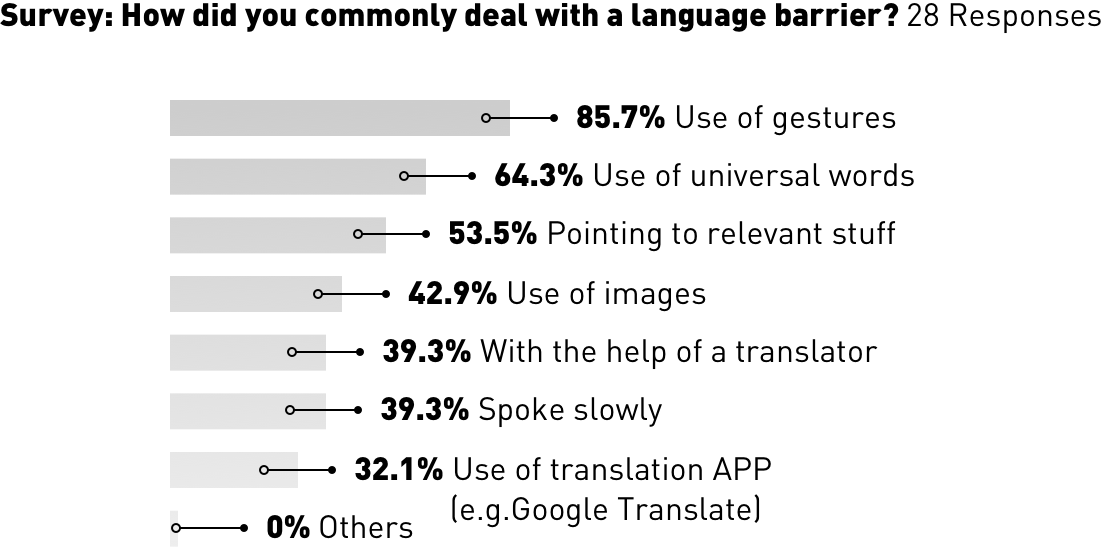 Survey: How did you commonly deal with a language barrier? 28 Responses
85.7% Use of gestures
64.3% Use of universal words
53.5% Pointing to relevant stuff
42.9% Use of images
39.3% With the help of a translator
39.3% Spoke slowly
32.1% Use of translation APP
(e.g.Google Translate)
0% Others